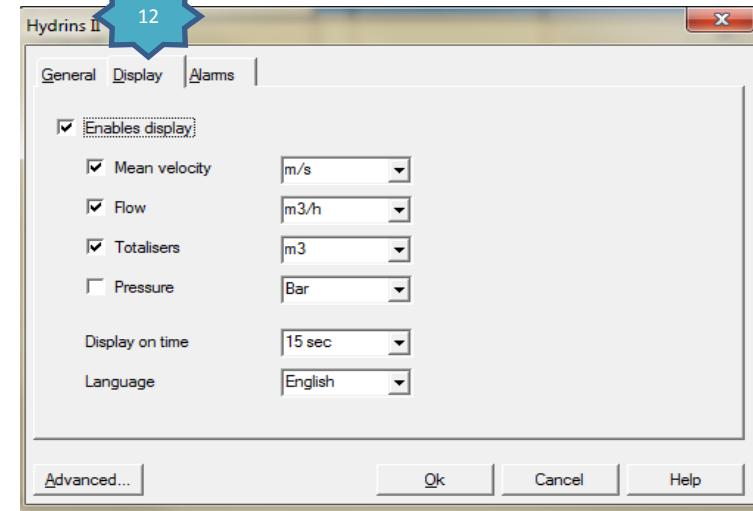 Hydrins II
12
General Display Alarms
Enables display
Mean velocity m/s
Flow m3/h
Totalisers m3
Pressure Bar
Display on time 15 sec
Language English
Advanced... Ok Cancel Help